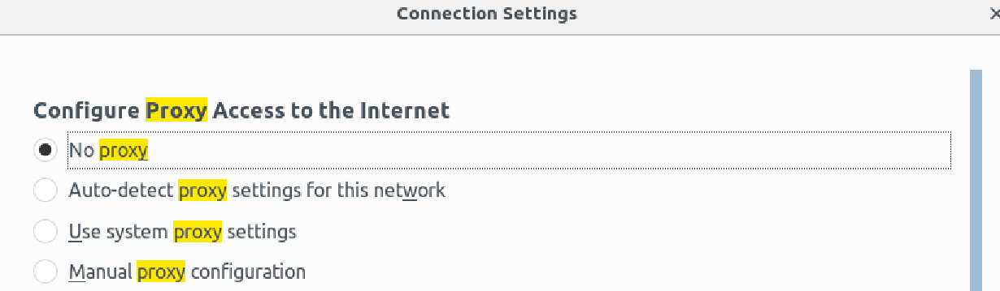 Connection Settings
Configure Proxy Access to the Internet
No proxy
Auto-detect proxy settings for this network
Use system proxy settings
Manual proxy configuration